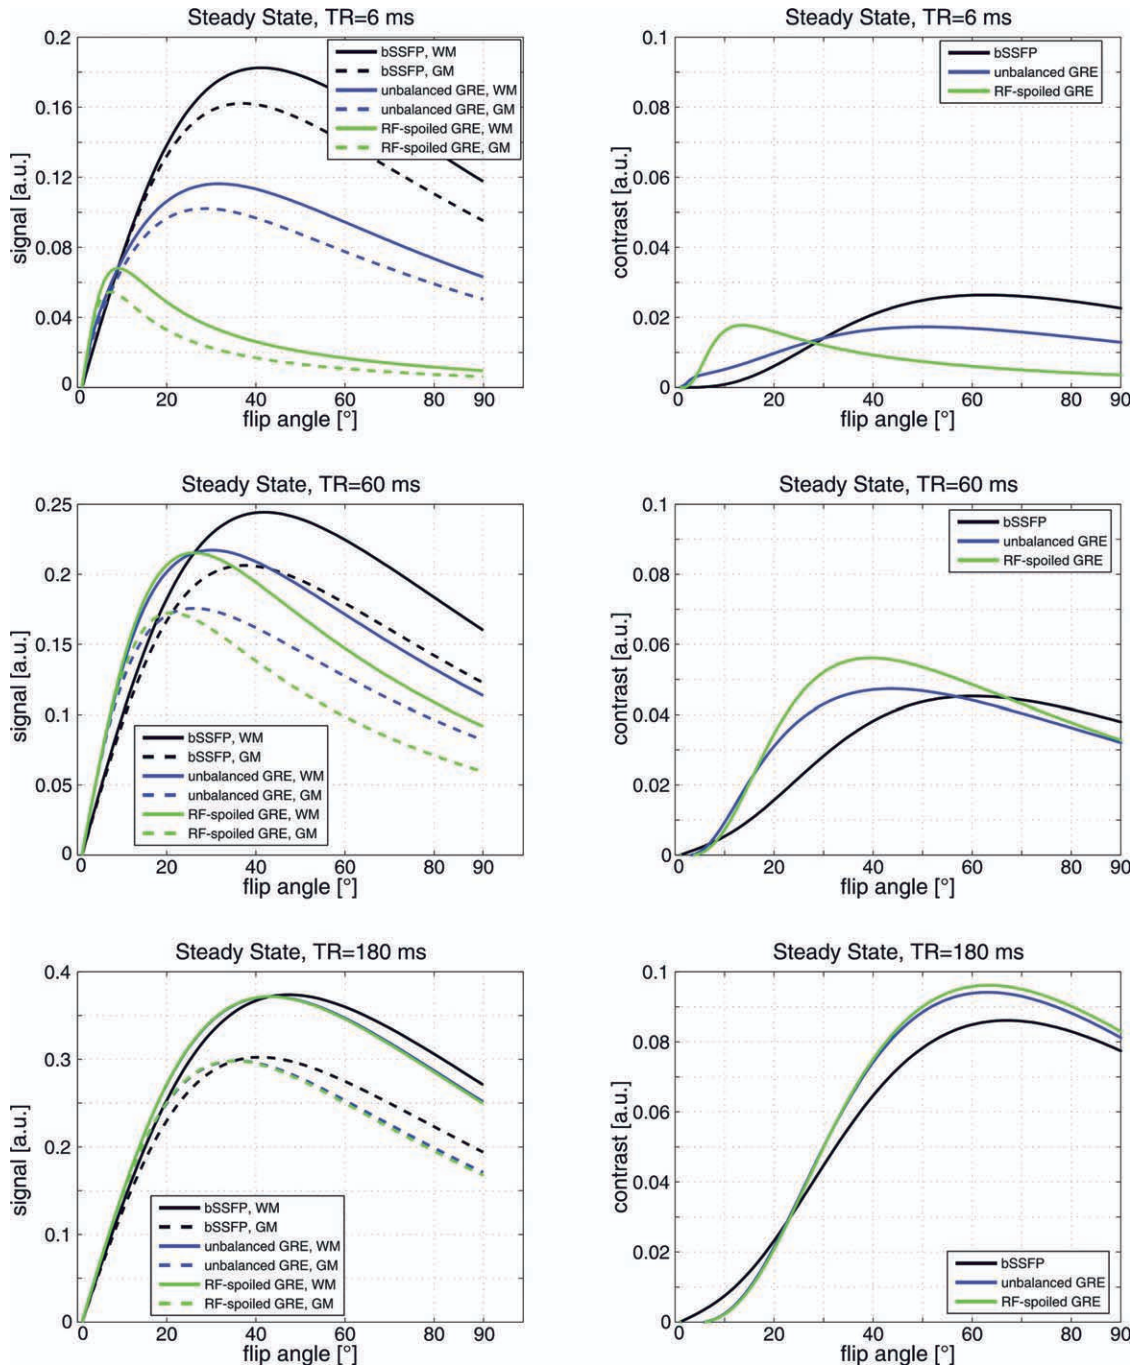 Steady State, TR=6 ms
signal [a.u.]
0.2
0.16
0.12
0.08
0.04
0
bSSFP, WM
bSSFP, GM
unbalanced GRE, WM
unbalanced GRE, GM
RF-spoiled GRE, WM
RF-spoiled GRE, GM
0 20 40 60 80 90
flip angle [°]
Steady State, TR=6 ms
contrast [a.u.]
0.1
0.08
0.06
0.04
0.02
0
bSSFP
unbalanced GRE
RF-spoiled GRE
0 20 40 60 80 90
flip angle [°]
Steady State, TR=60 ms
signal [a.u.]
0.25
0.2
0.15
0.1
0.05
0
bSSFP, WM
bSSFP, GM
unbalanced GRE, WM
unbalanced GRE, GM
RF-spoiled GRE, WM
RF-spoiled GRE, GM
0 20 40 60 80 90
flip angle [°]
Steady State, TR=60 ms
contrast [a.u.]
0.1
0.08
0.06
0.04
0.02
0
bSSFP
unbalanced GRE
RF-spoiled GRE
0 20 40 60 80 90
flip angle [°]
Steady State, TR=180 ms
signal [a.u.]
0.4
0.3
0.2
0.1
0
bSSFP, WM
bSSFP, GM
unbalanced GRE, WM
unbalanced GRE, GM
RF-spoiled GRE, WM
RF-spoiled GRE, GM
0 20 40 60 80 90
flip angle [°]
Steady State, TR=180 ms
contrast [a.u.]
0.1
0.08
0.06
0.04
0.02
0
bSSFP
unbalanced GRE
RF-spoiled GRE
0 20 40 60 80 90
flip angle [°]